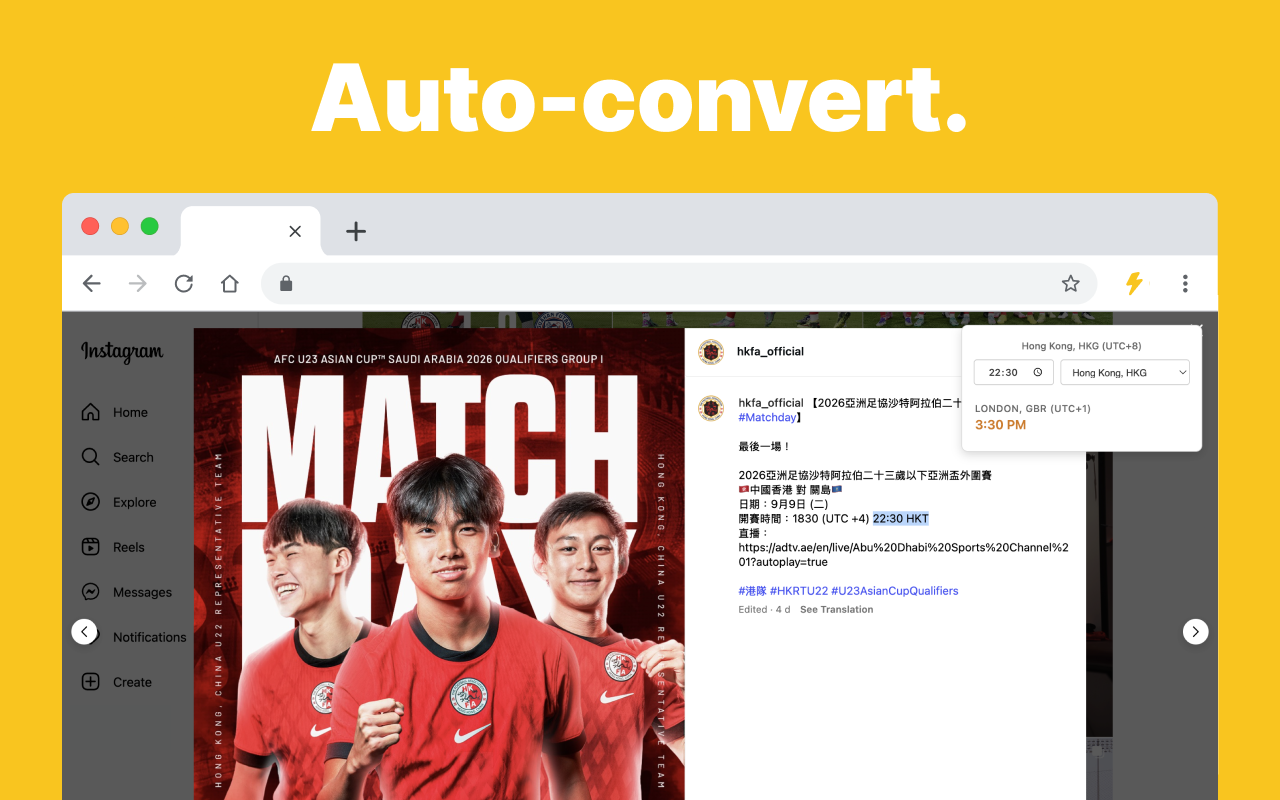 Auto-convert.
Instagram
Home
Search
Explore
Reels
Messages
Notifications
Create
AFC U23 ASIAN CUP™ SAUDI ARABIA 2026 QUALIFIERS GROUP I
MATCH
DAY
HONG KONG, CHINA U22 REPRESENTATIVE TEAM
HONG KONG, CHINA U22 REPRESENTATIVE TEAM
hkfa_official
hkfa_official 【2026亞洲足協沙特阿拉伯二十
#Matchday】
最後一場！
2026亞洲足協沙特阿拉伯二十三歲以下亞洲盃外圍賽
🇭🇰中國香港 對 關島🇬🇺
日期：9月9日 (二)
開賽時間：1830 (UTC +4) 22:30 HKT
直播：
https://adtv.ae/en/live/Abu%20Dhabi%20Sports%20Channel%2
01?autoplay=true
#港隊 #HKRTU22 #U23AsianCupQualifiers
Edited · 4 d See Translation
Hong Kong, HKG (UTC+8)
22:30 Hong Kong, HKG
LONDON, GBR (UTC+1)
3:30 PM